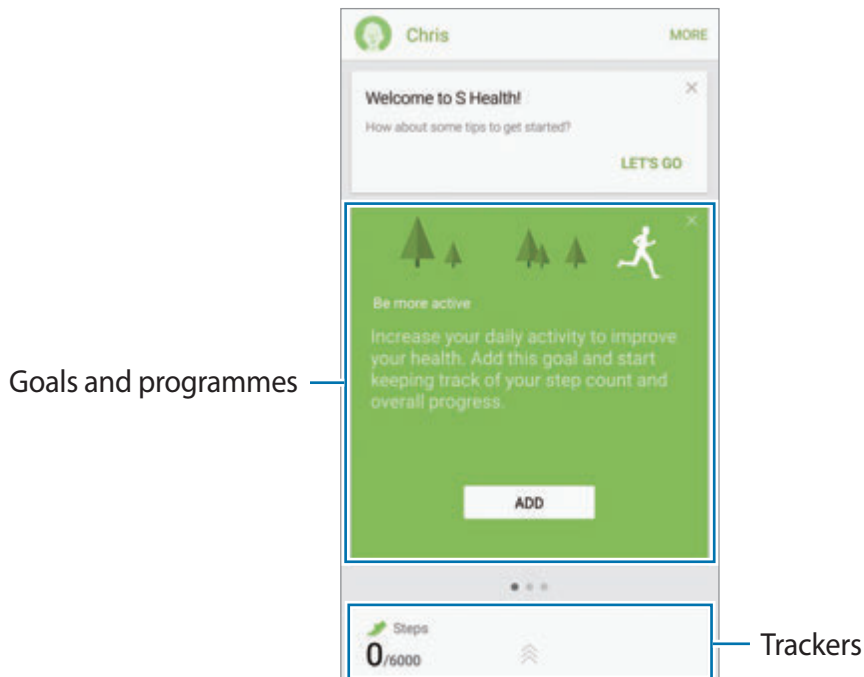 Chris
MORE
Welcome to S Health!
How about some tips to get started?
LET'S GO
Be more active
Increase your daily activity to improve
your health. Add this goal and start
keeping track of your step count and
overall progress.
Goals and programmes
ADD
Steps
0/6000
Trackers